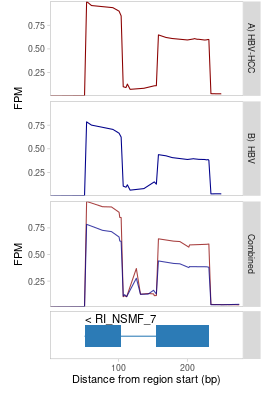 A) HBV-HCC
0.75
0.50
0.25
FPM
B) HBV
0.75
0.50
0.25
Combined
0.75
0.50
0.25
FPM
< RI_NSMF_7
100
200
Distance from region start (bp)